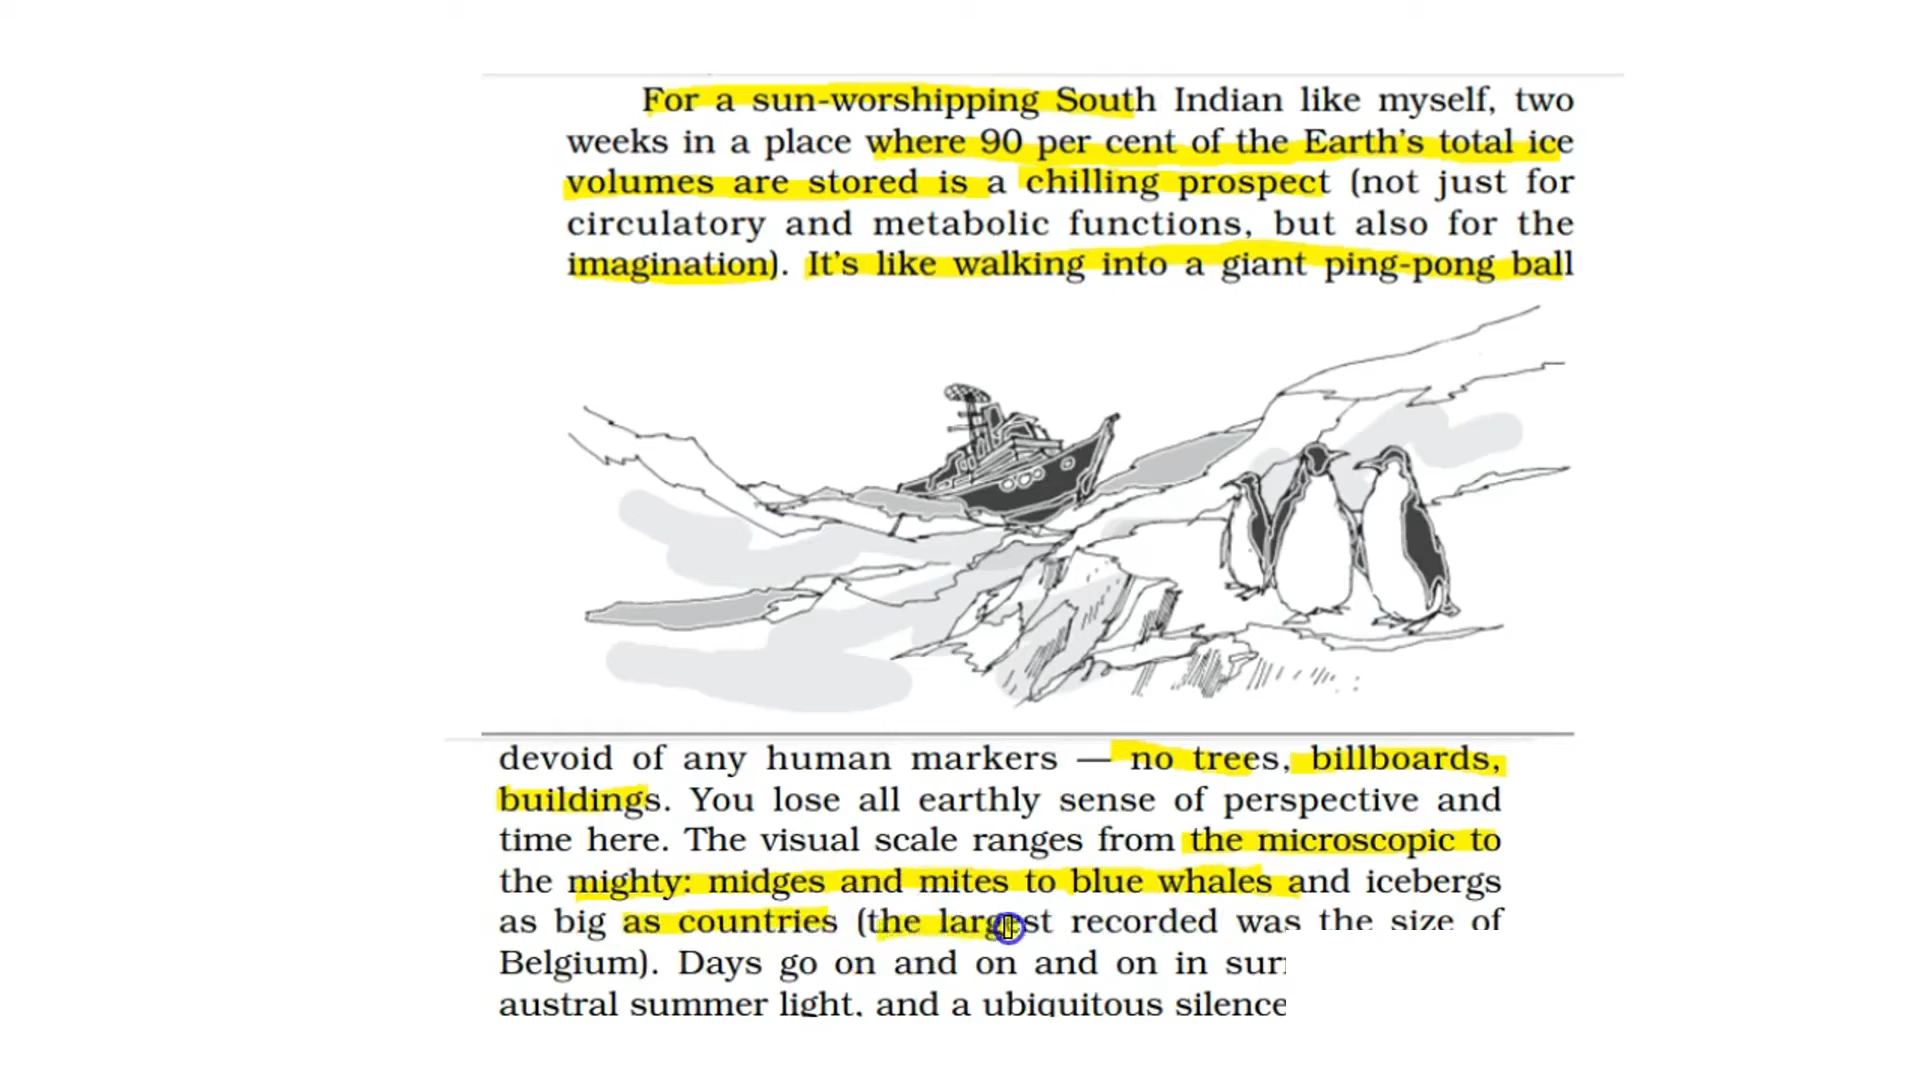 For a sun-worshipping South Indian like myself, two
weeks in a place where 90 per cent of the Earth's total ice
volumes are stored is a chilling prospect (not just for
circulatory and metabolic functions, but also for the
imagination). It's like walking into a giant ping-pong ball
devoid of any human markers — no trees, billboards,
buildings. You lose all earthly sense of perspective and
time here. The visual scale ranges from the microscopic to
the mighty: midges and mites to blue whales and icebergs
as big as countries (the largest recorded was the size of
Belgium). Days go on and on and on in
austral summer light, and a ubiquitous silence